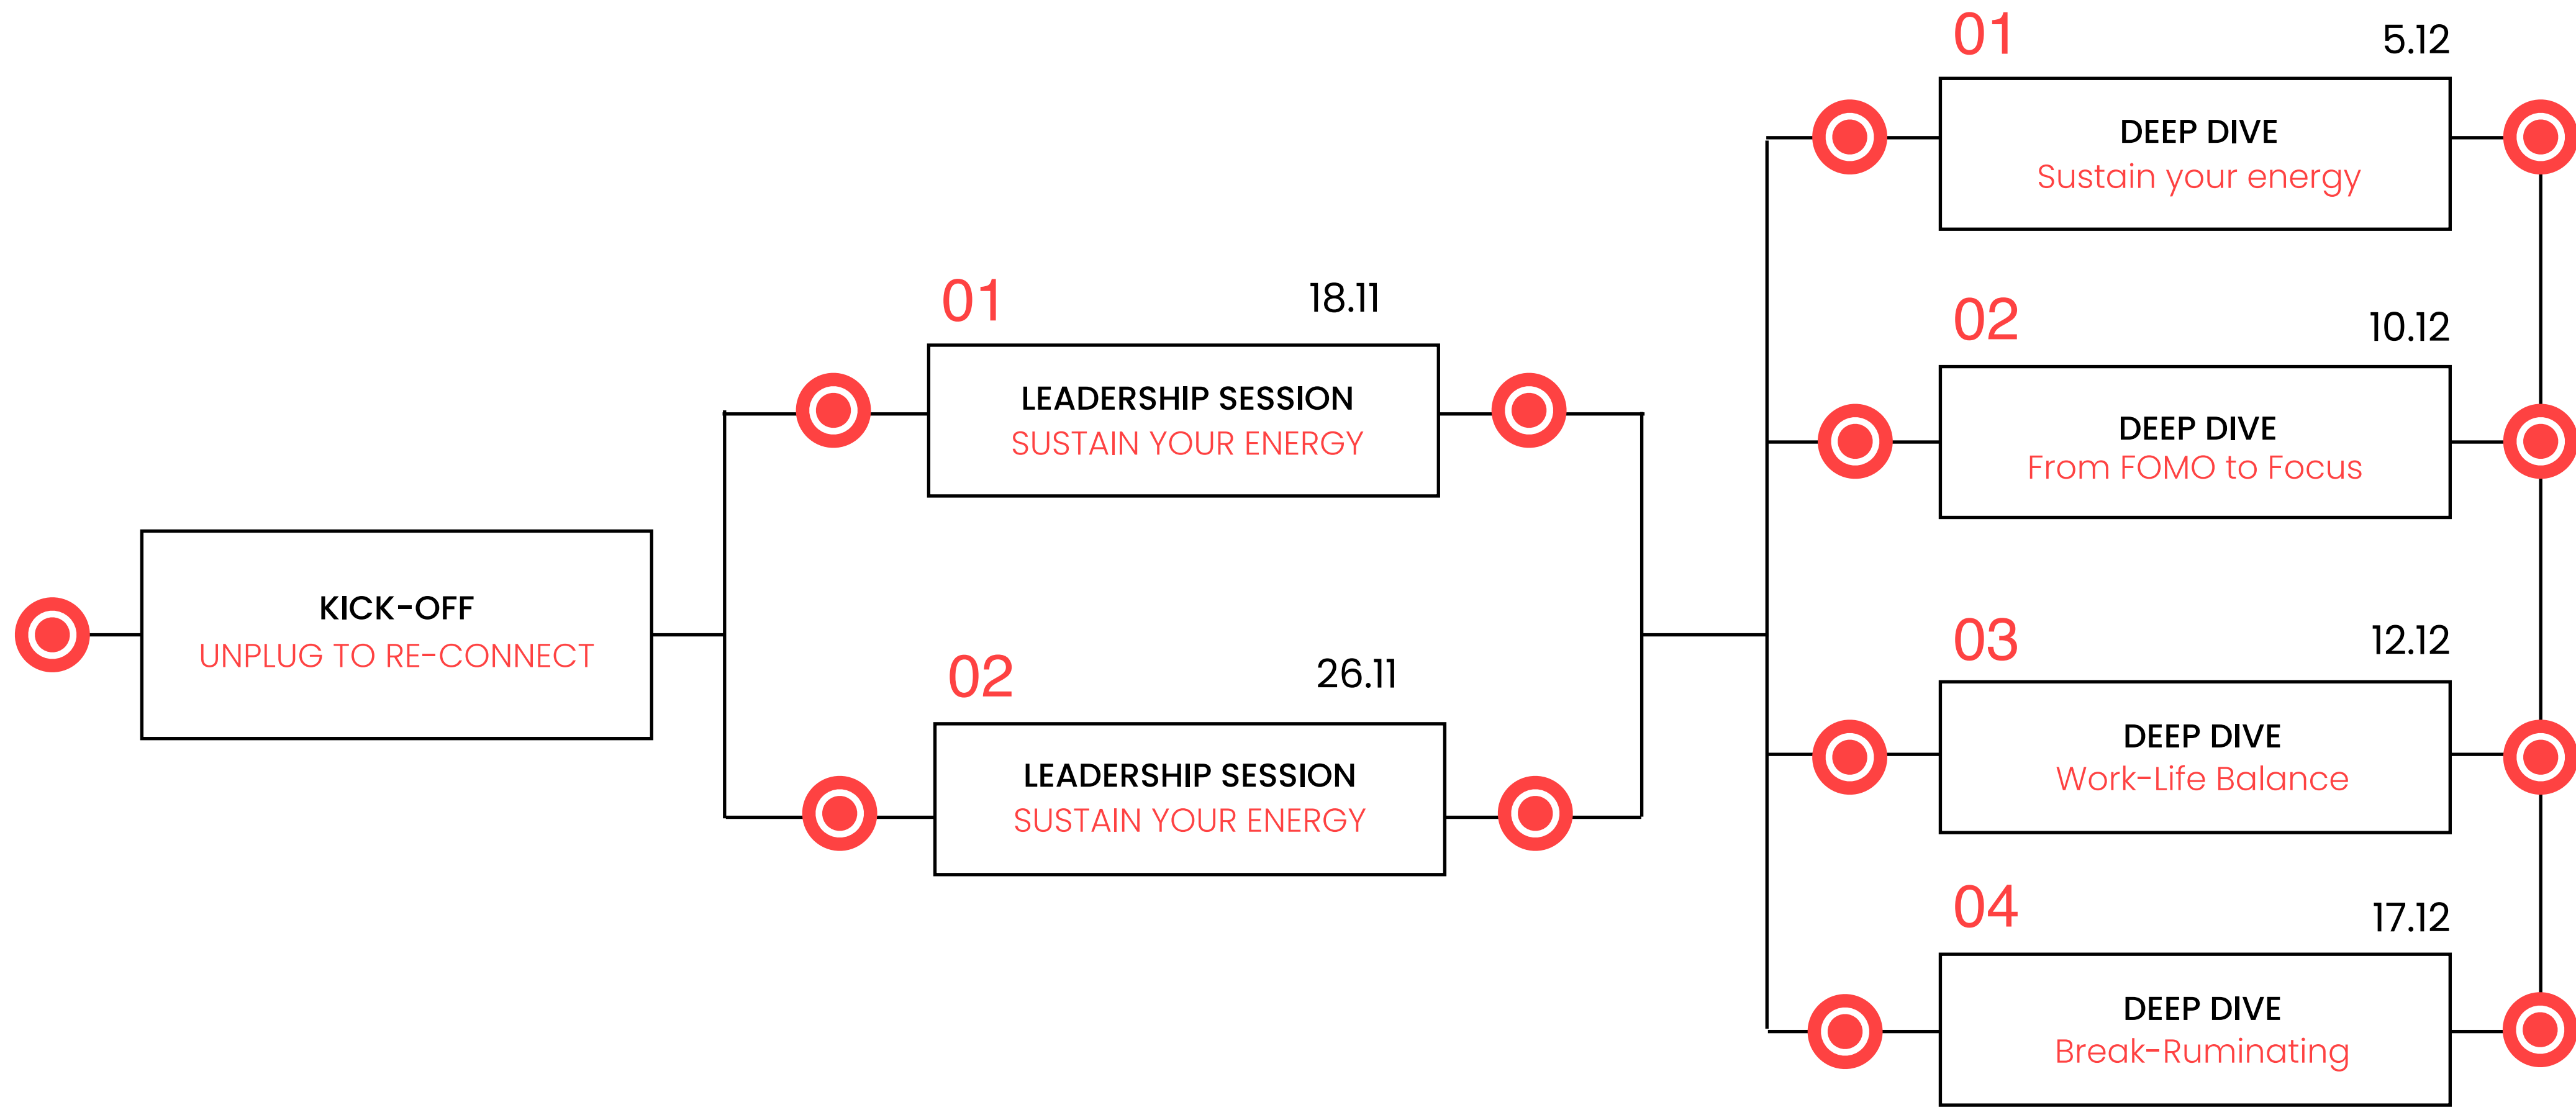 KICK-OFF
UNPLUG TO RE-CONNECT
01
18.11
LEADERSHIP SESSION
SUSTAIN YOUR ENERGY
02
26.11
LEADERSHIP SESSION
SUSTAIN YOUR ENERGY
01
5.12
DEEP DIVE
Sustain your energy
02
10.12
DEEP DIVE
From FOMO to Focus
03
12.12
DEEP DIVE
Work-Life Balance
04
17.12
DEEP DIVE
Break-Ruminating